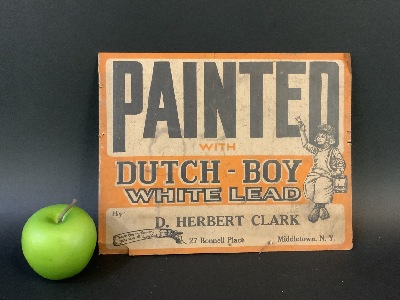 PAINTED
WITH
DUTCH-BOY
WHITE LEAD
By
D. HERBERT CLARK
27 Bonnell Place Middletown, N. Y.